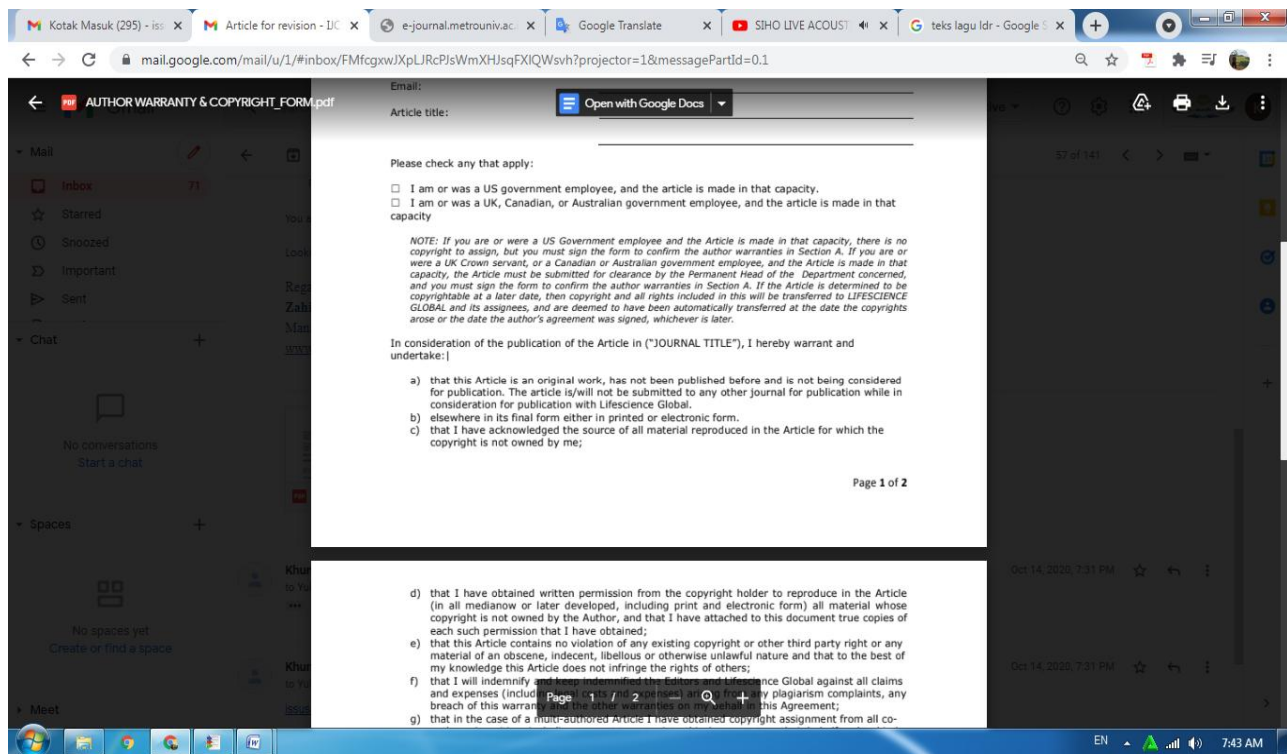 Kotak Masuk (295) - iss
Article for revision - IJC
e-journal.metrouniv.ac.
Google Translate
SIHO LIVE ACOUST
teks lagu ldr - Google S
mail.google.com/mail/u/1/#inbox/FMfcgxwJXpLJRcPJsWmXHJsqFXlQWsvh?projector=1&messagePartId=0.1
PDF AUTHOR WARRANTY & COPYRIGHT_FORM.pdf
Open with Google Docs
Email:
Article title:
Mail
Inbox 71
Starred
Snoozed
Important
Sent
Chat
No conversations
Start a chat
Spaces
No spaces yet
Create or find a space
Meet
57 of 141
Please check any that apply:
☐ I am or was a US government employee, and the article is made in that capacity.
☐ I am or was a UK, Canadian, or Australian government employee, and the article is made in that
capacity
NOTE: If you are or were a US Government employee and the Article is made in that capacity, there is no
copyright to assign, but you must sign the form to confirm the author warranties in Section A. If you are or
were a UK Crown servant, or a Canadian or Australian government employee, and the Article is made in that
capacity, the Article must be submitted for clearance by the Permanent Head of the Department concerned,
and you must sign the form to confirm the author warranties in Section A. If the Article is determined to be
copyrightable at a later date, then copyright and all rights included in this will be transferred to LIFESCIENCE
GLOBAL and its assignees, and are deemed to have been automatically transferred at the date the copyrights
arose or the date the author's agreement was signed, whichever is later.
In consideration of the publication of the Article in ("JOURNAL TITLE"), I hereby warrant and
undertake:|
a) that this Article is an original work, has not been published before and is not being considered
for publication. The article is/will not be submitted to any other journal for publication while in
consideration for publication with Lifescience Global.
b) elsewhere in its final form either in printed or electronic form.
c) that I have acknowledged the source of all material reproduced in the Article for which the
copyright is not owned by me;
Page 1 of 2
d) that I have obtained written permission from the copyright holder to reproduce in the Article
(in all medianow or later developed, including print and electronic form) all material whose
copyright is not owned by the Author, and that I have attached to this document true copies of
each such permission that I have obtained;
e) that this Article contains no violation of any existing copyright or other third party right or any
material of an obscene, indecent, libellous or otherwise unlawful nature and that to the best of
my knowledge this Article does not infringe the rights of others;
f) that I will indemnify and keep indemnified the Editors and Lifescience Global against all claims
and expenses (including legal costs and expenses) arising from any plagiarism complaints, any
breach of this warranty and the other warranties on my behalf in this Agreement;
g) that in the case of a multi-authored Article I have obtained copyright assignment from all co-
Page 1 / 2
Oct 14, 2020, 7:31 PM
Oct 14, 2020, 7:31 PM
EN
7:43 AM